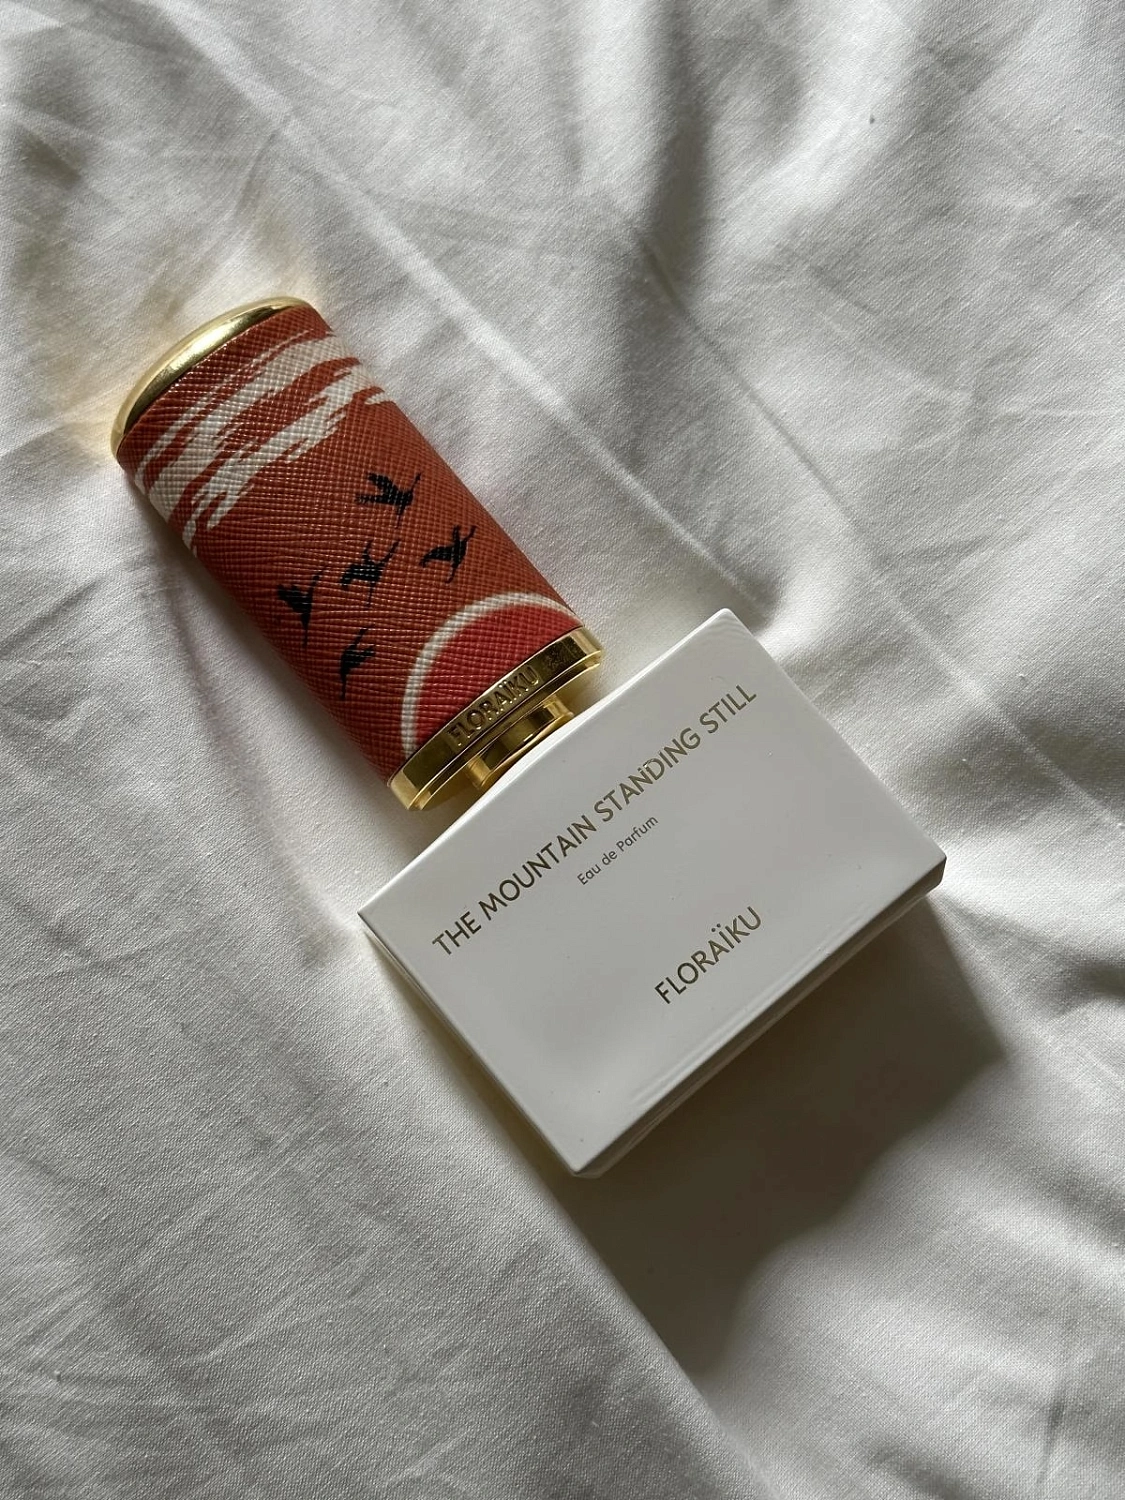 FLORAÏKU
THE MOUNTAIN STANDING STILL
Eau de Parfum
FLORAÏKU